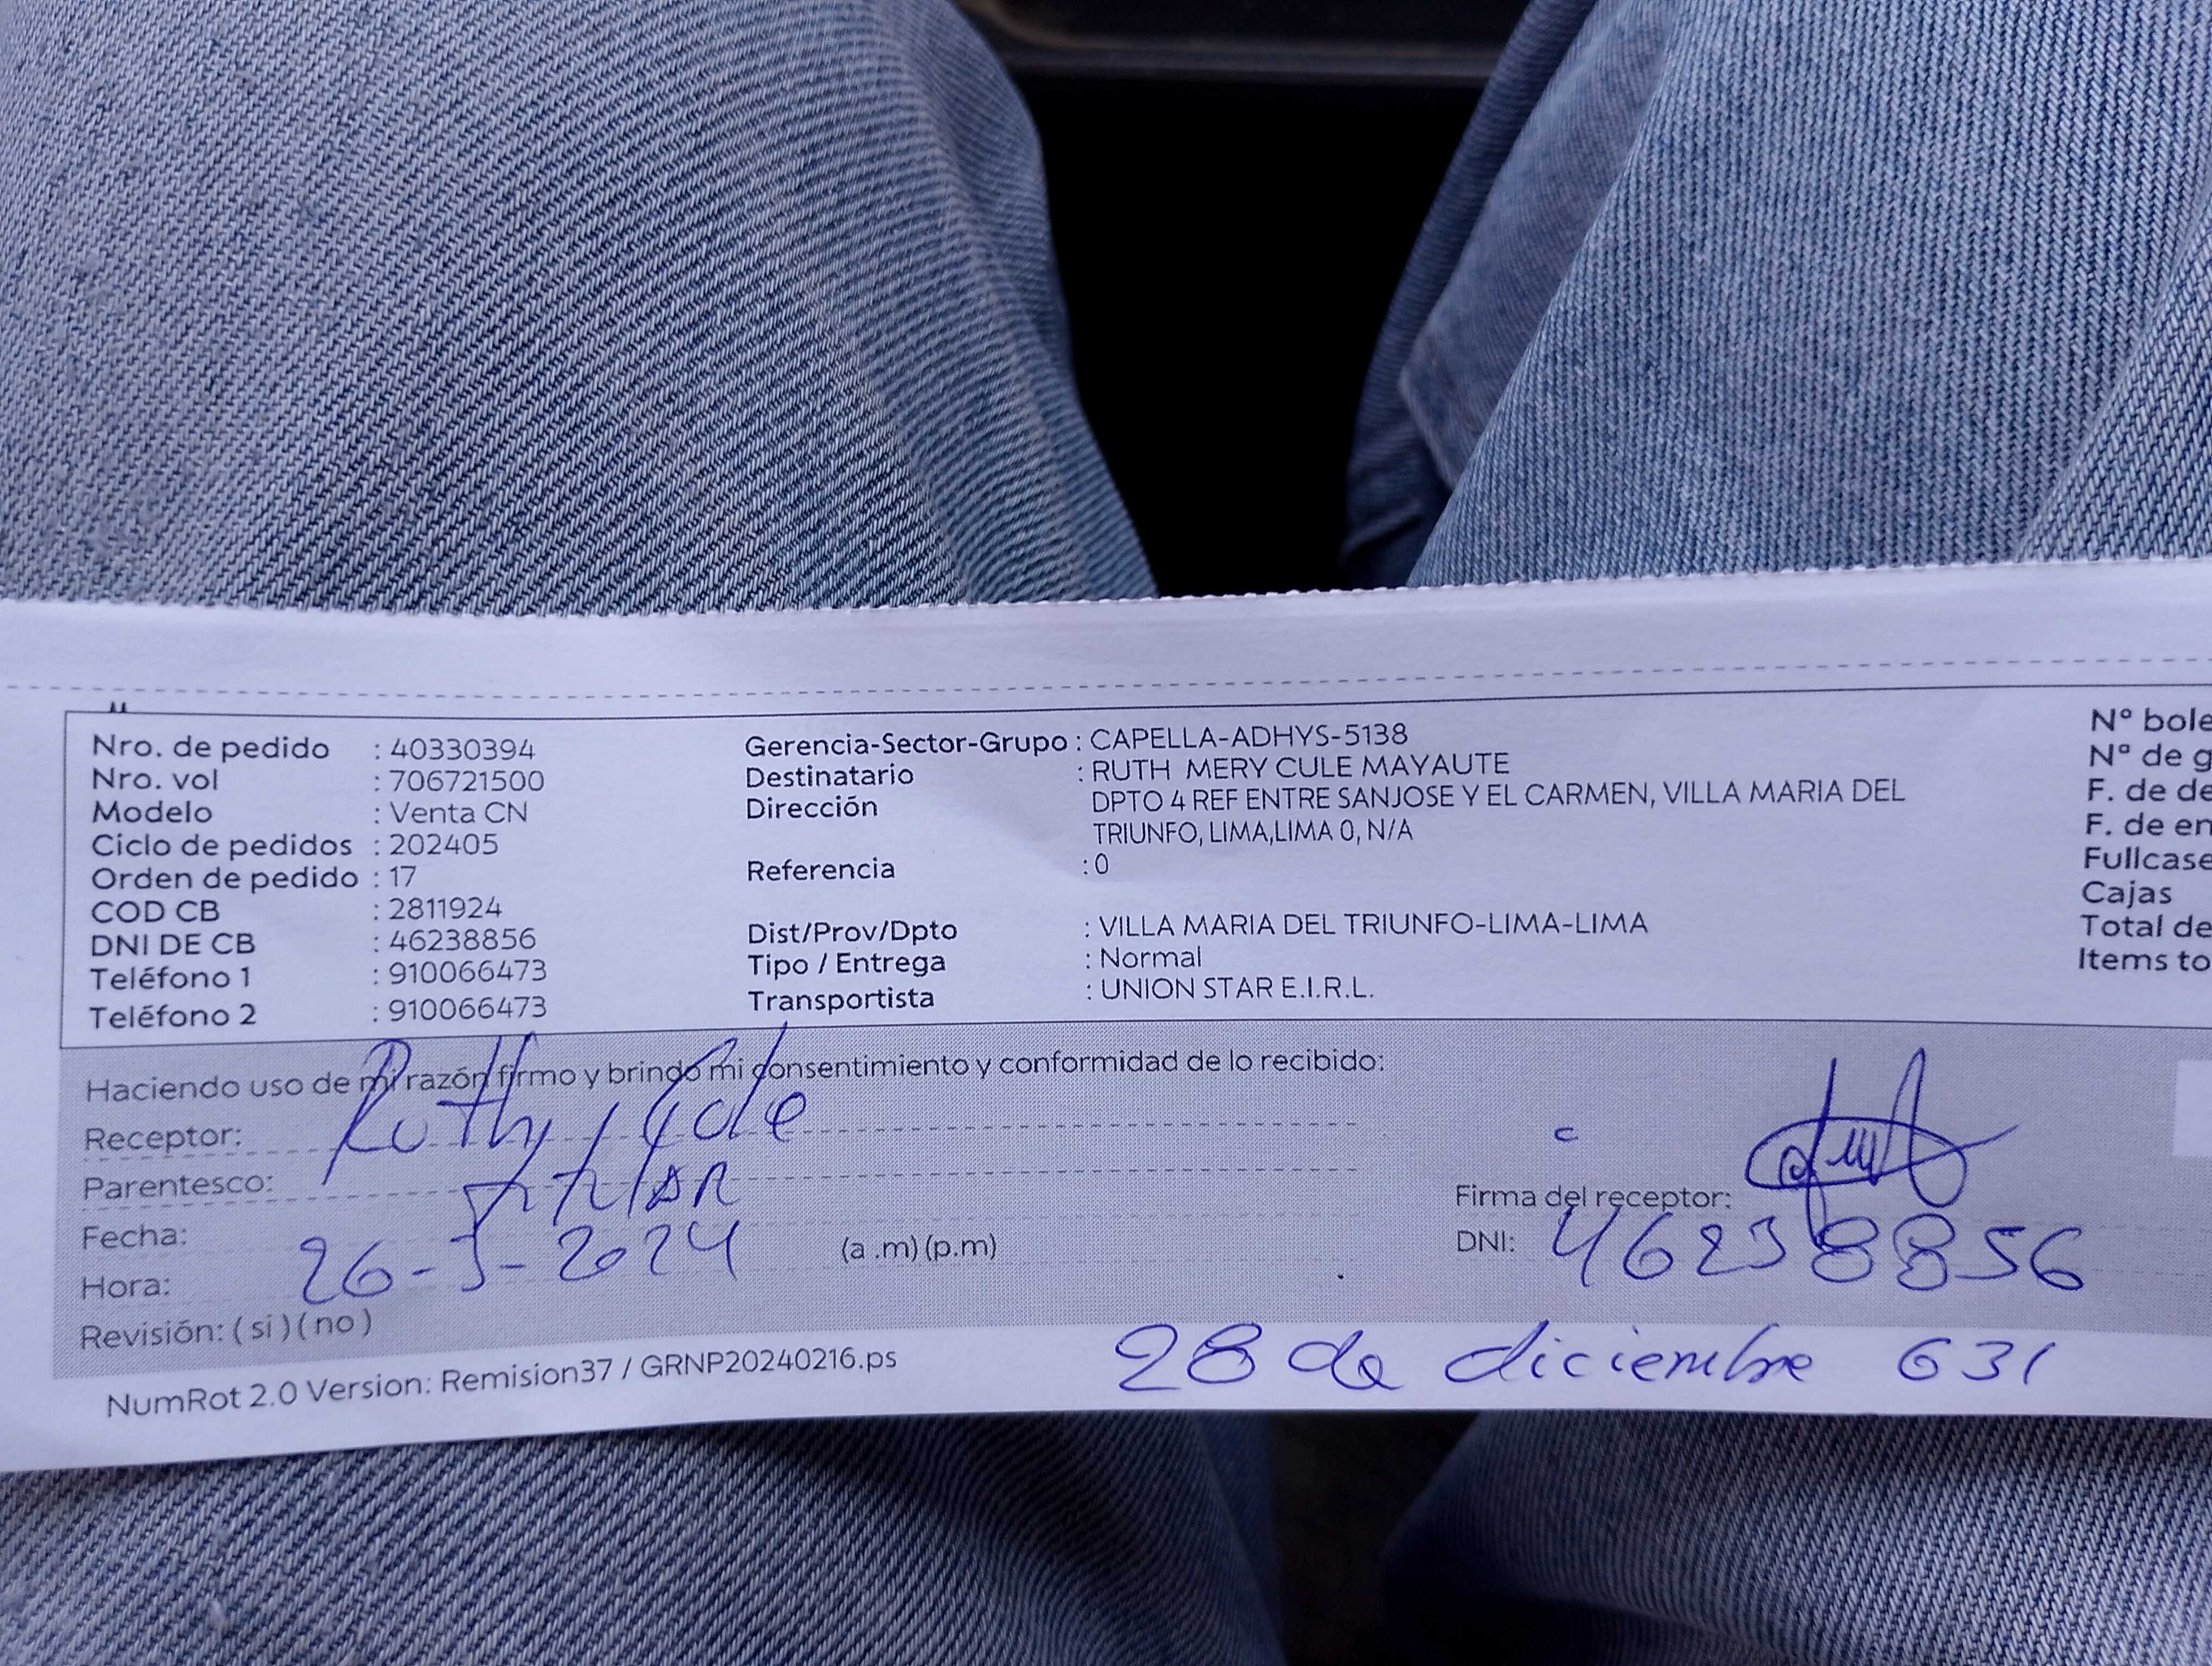 Nro. de pedido : 40330394
Nro. vol : 706721500
Modelo : Venta CN
Ciclo de pedidos : 202405
Orden de pedido : 17
COD CB : 2811924
DNI DE CB : 46238856
Teléfono 1 : 910066473
Teléfono 2 : 910066473
Gerencia-Sector-Grupo : CAPELLA-ADHYS-5138
Destinatario : RUTH MERY CULE MAYAUTE
Dirección DPTO 4 REF ENTRE SANJOSE Y EL CARMEN, VILLA MARIA DEL
TRIUNFO, LIMA,LIMA 0, N/A
Referencia : 0
Dist/Prov/Dpto : VILLA MARIA DEL TRIUNFO-LIMA-LIMA
Tipo / Entrega : Normal
Transportista : UNION STAR E.I.R.L.
Nº bole
Nº de g
F. de de
F. de en
Fullcase
Cajas
Total de
Items to
Haciendo uso de mi razón firmo y brindo mi consentimiento y conformidad de lo recibido:
Receptor: Ruth
Parentesco:
Fecha: 26-3-2024
Hora: (a .m) (p.m)
Revisión: ( si ) ( no )
Firma del receptor:
DNI: 46238856
NumRot 2.0 Version: Remision37 / GRNP20240216.ps
28 de diciembre 631